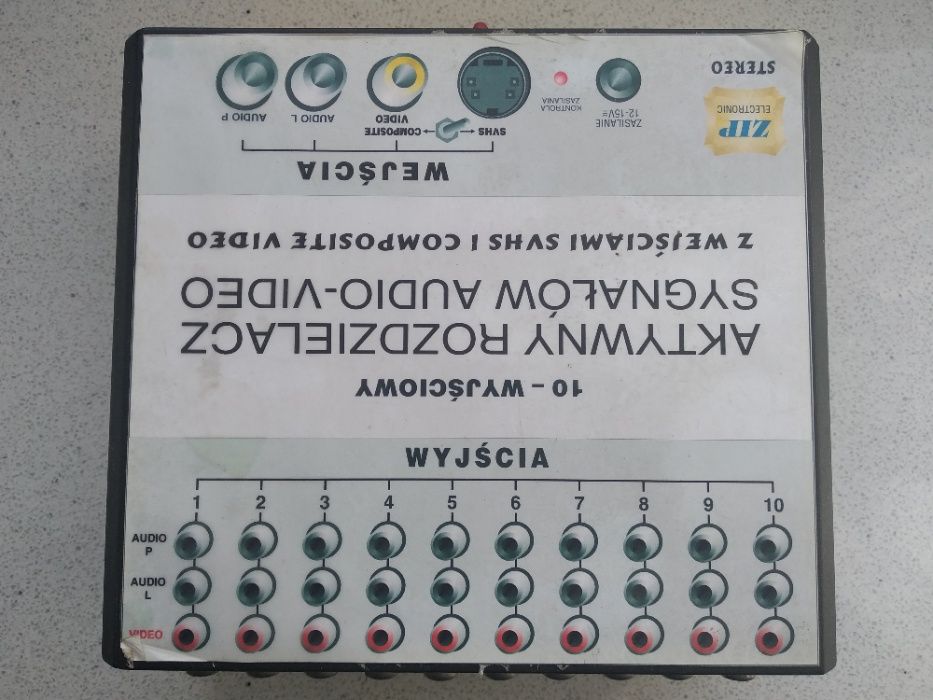 STEREO
ZIP
ELECTRONIC
ZASILANIE
12-15V=
KONTROLA
ZASILANIA
SVHS
COMPOSITE
VIDEO
AUDIO L
AUDIO P
WEJŚCIA
Z WEJŚCIAMI SVHS I COMPOSITE VIDEO
AKTYWNY ROZDZIELACZ
SYGNAŁÓW AUDIO-VIDEO
10 - WYJŚCIOWY
WYJŚCIA
1 2 3 4 5 6 7 8 9 10
AUDIO
P
AUDIO
L
VIDEO